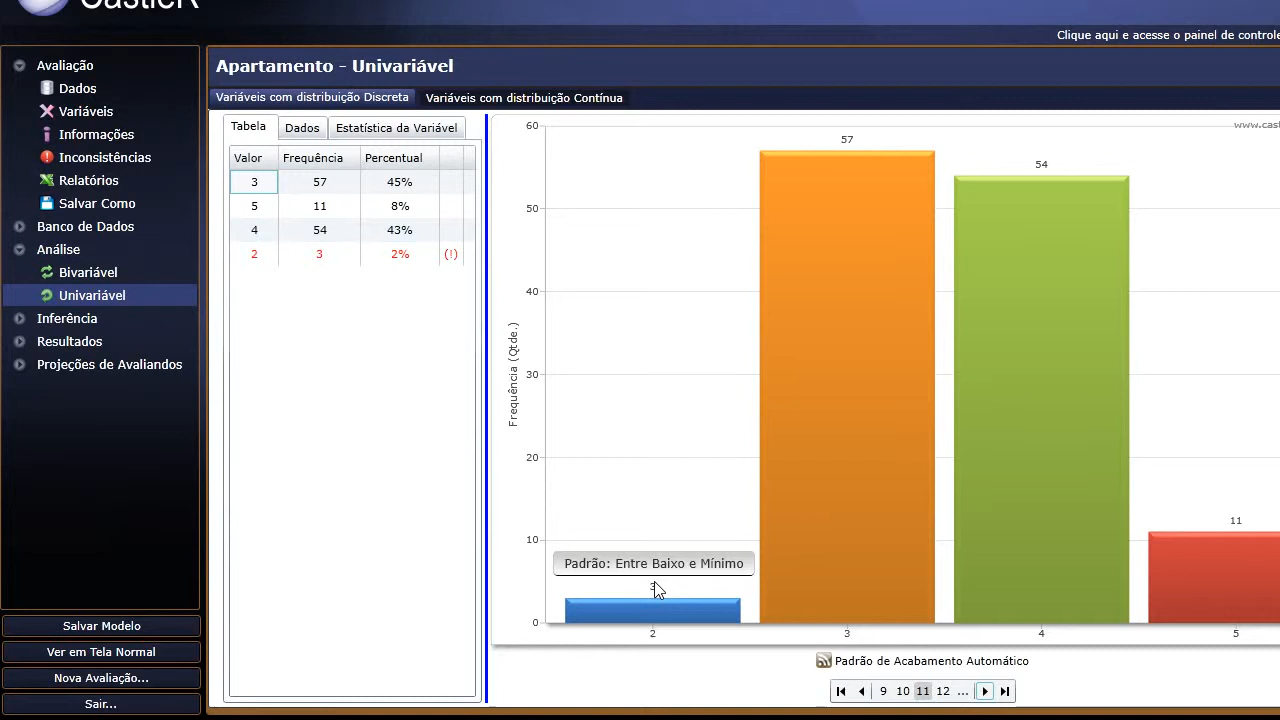 CasticR
Clique aqui e acesse o painel de controle
Avaliação
Dados
Variáveis
Informações
Inconsistências
Relatórios
Salvar Como
Banco de Dados
Análise
Bivariável
Univariável
Inferência
Resultados
Projeções de Avaliandos
Salvar Modelo
Ver em Tela Normal
Nova Avaliação...
Sair...
Apartamento - Univariável
Variáveis com distribuição Discreta Variáveis com distribuição Contínua
Tabela Dados Estatística da Variável
Valor Frequência Percentual
3 57 45%
5 11 8%
4 54 43%
2 3 2% (!)
www.cast
60
50
40
30
20
10
0
Frequência (Qtde.)
57
54
11
Padrão: Entre Baixo e Mínimo
2 3 4 5
Padrão de Acabamento Automático
9 10 11 12 ...